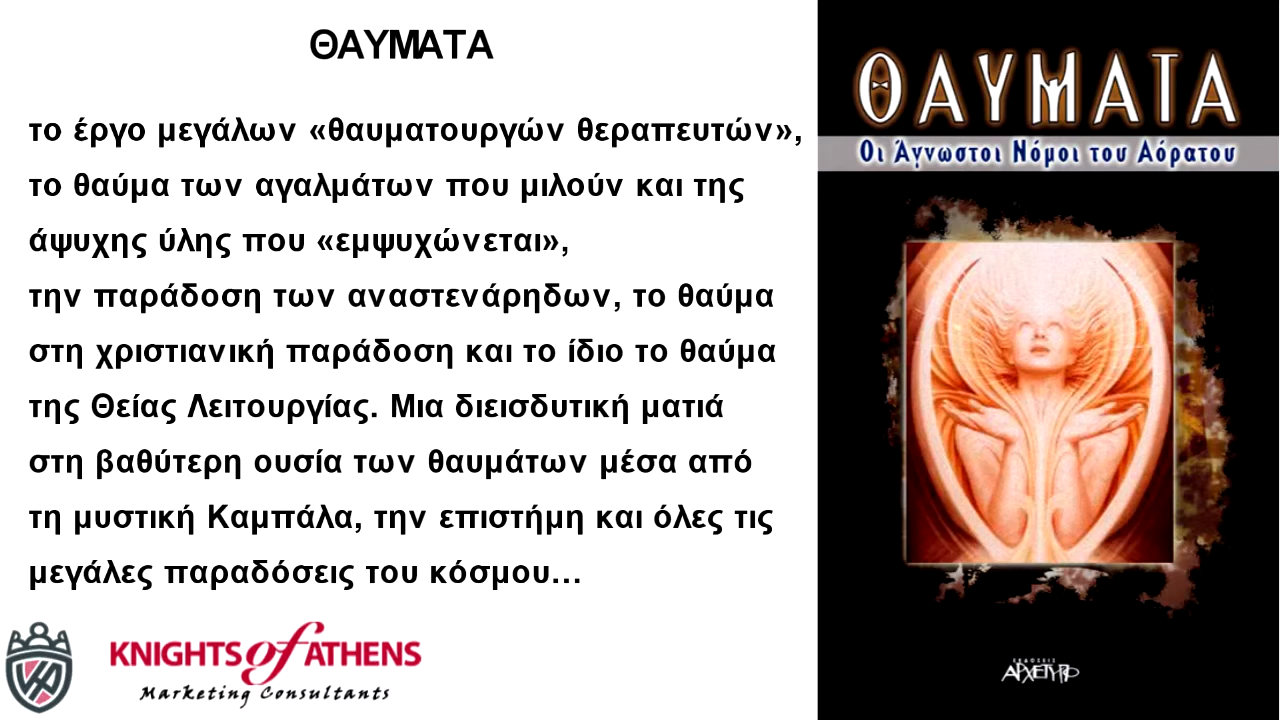 ΘΑΥΜΑΤΑ
το έργο μεγάλων «θαυματουργών θεραπευτών»,
το θαύμα των αγαλμάτων που μιλούν και της
άψυχης ύλης που «εμψυχώνεται»,
την παράδοση των αναστενάρηδων, το θαύμα
στη χριστιανική παράδοση και το ίδιο το θαύμα
της Θείας Λειτουργίας. Μια διεισδυτική ματιά
στη βαθύτερη ουσία των θαυμάτων μέσα από
τη μυστική Καμπάλα, την επιστήμη και όλες τις
μεγάλες παραδόσεις του κόσμου...
KNIGHTS of ATHENS
Marketing Consultants
ΘΑΥΜΑΤΑ
Οι Άγνωστοι Νόμοι του Αόρατου
ΕΚΔΟΣΕΙΣ
ΑΡΧΕΤΥΠΟ